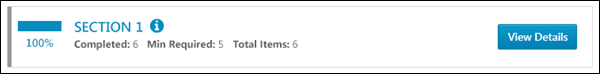 SECTION 1
100%
Completed: 6 Min Required: 5 Total Items: 6
View Details